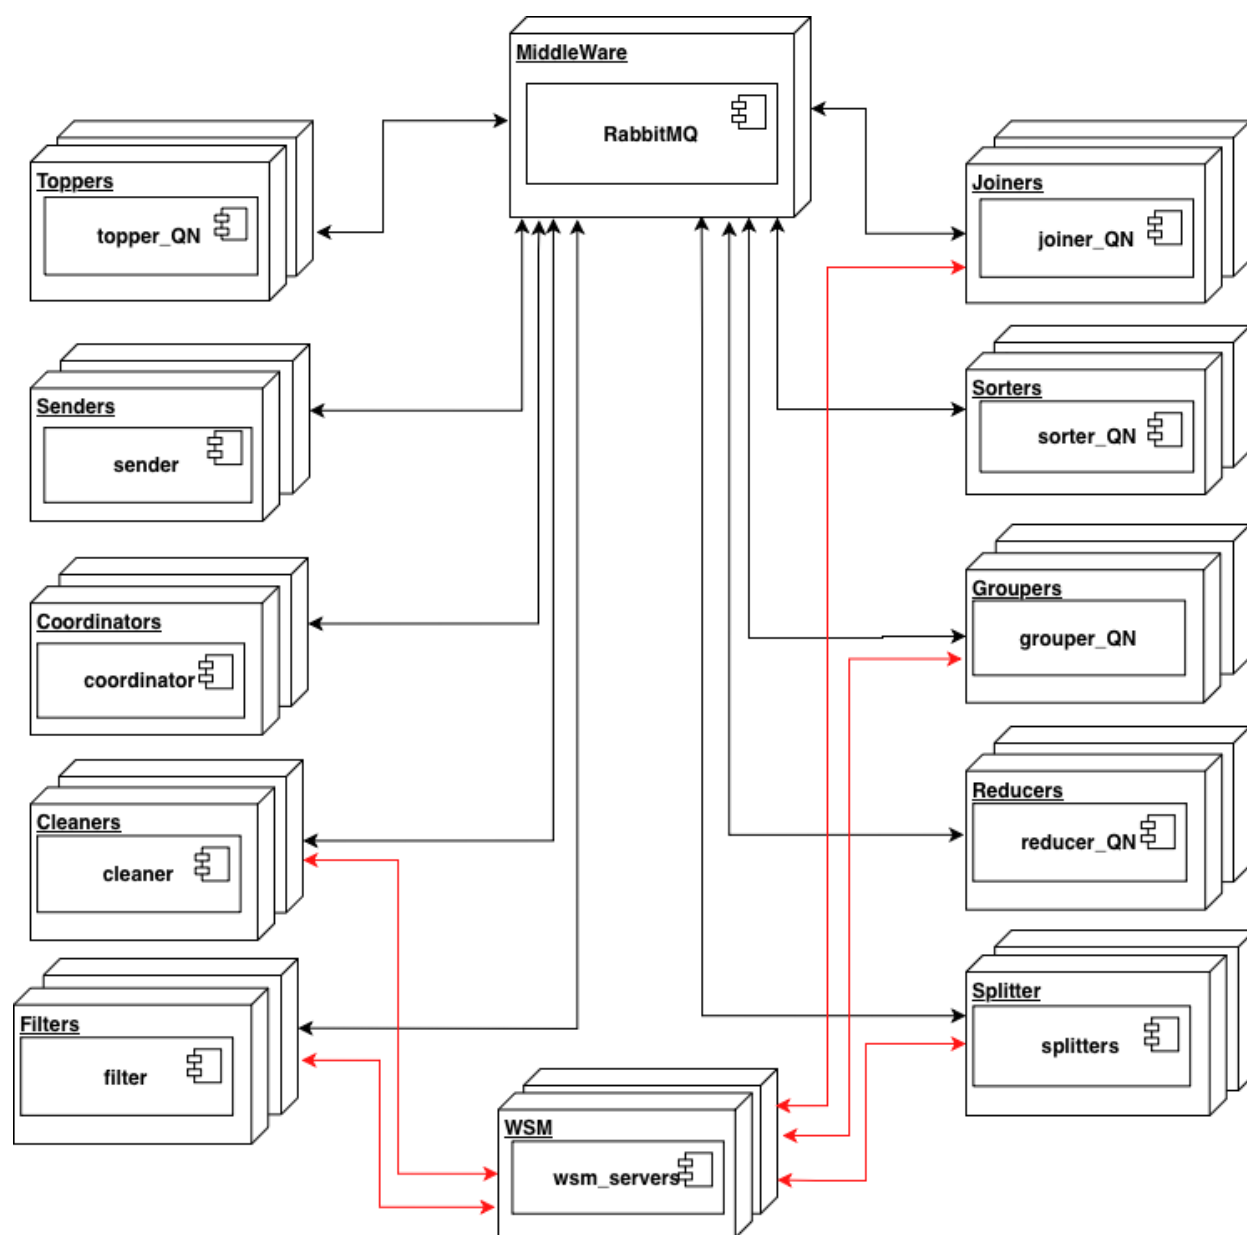 MiddleWare
RabbitMQ
Toppers
topper_QN
Joiners
joiner_QN
Senders
sender
Sorters
sorter_QN
Coordinators
coordinator
Groupers
grouper_QN
Cleaners
cleaner
Reducers
reducer_QN
Filters
filter
Splitter
splitters
WSM
wsm_servers